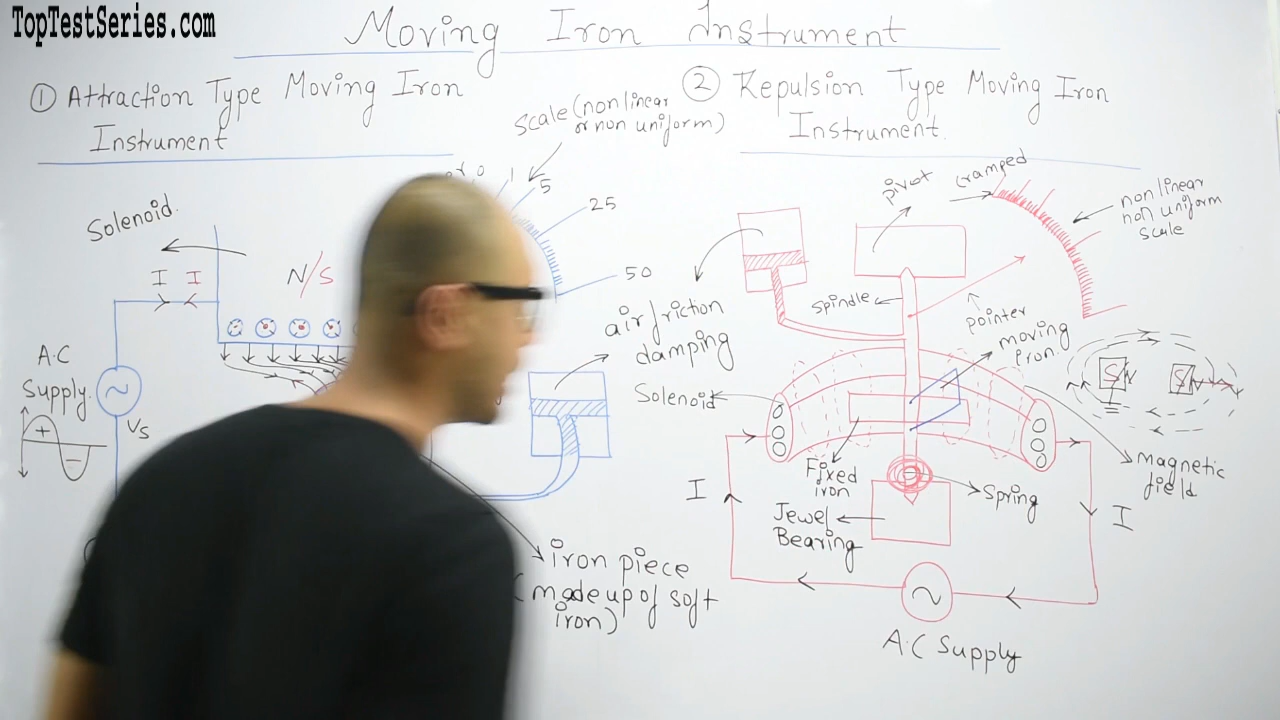 TopTestSeries.com
Moving Iron Instrument
① Attraction Type Moving Iron
Instrument
② Repulsion Type Moving Iron
Instrument.
Scale (non linear
or non uniform)
0
1
5
25
50
Solenoid.
I I
N/S
A.C
Supply.
+
−
Vs
air friction
damping
iron piece
(made up of soft
iron)
pivot
cramped
non linear
non uniform
scale
spindle
pointer
moving
iron.
Solenoid
Fixed
iron
Spring
Jewel
Bearing
magnetic
field
S N
S N
I
I
A.C Supply